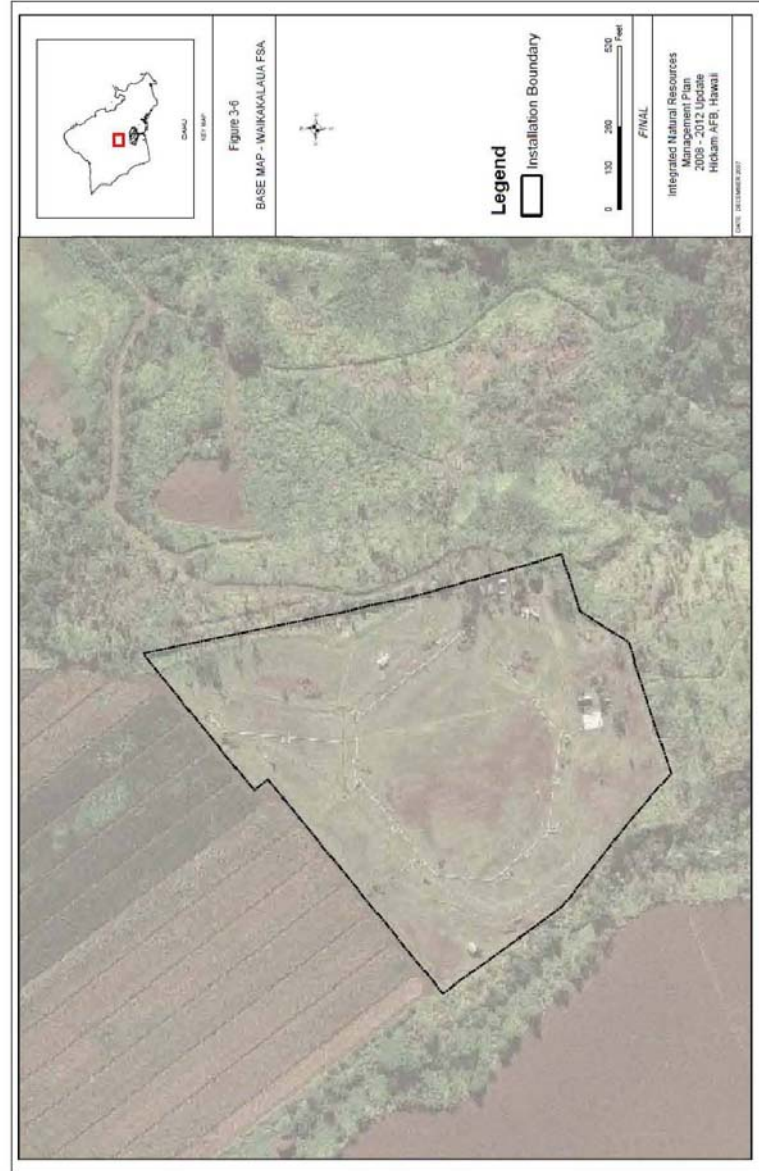 OAHU
KEY MAP
Figure 3-6
BASE MAP - WAIKAKALAUA FSA
Legend
Installation Boundary
0 130 260 520
Feet
FINAL
Integrated Natural Resources
Management Plan
2008 - 2012 Update
Hickam AFB, Hawaii
DATE: DECEMBER 2007